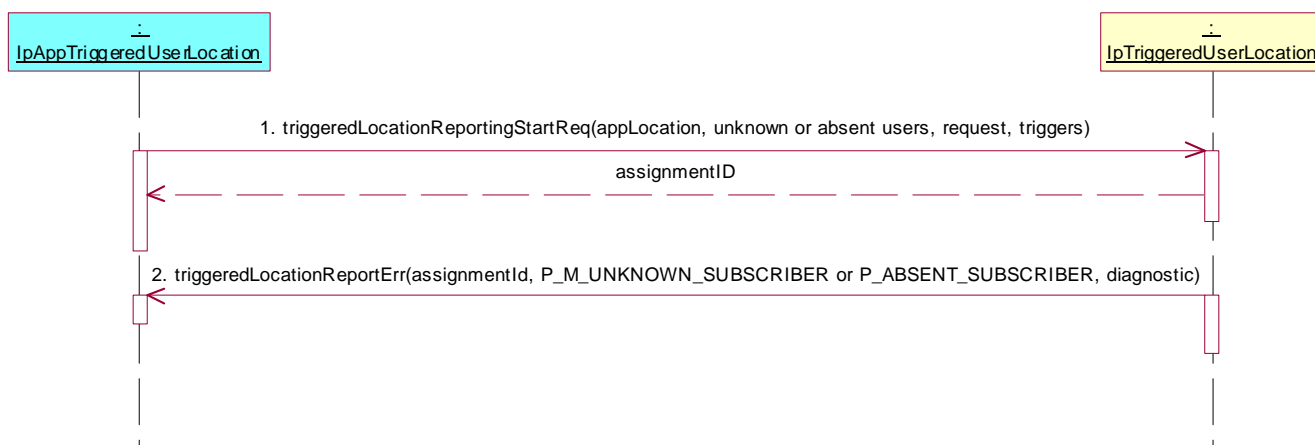 :
IpAppTriggeredUserLocation
:
IpTriggeredUserLocation
1. triggeredLocationReportingStartReq(appLocation, unknown or absent users, request, triggers)
assignmentID
2. triggeredLocationReportErr(assignmentId, P_M_UNKNOWN_SUBSCRIBER or P_ABSENT_SUBSCRIBER, diagnostic)